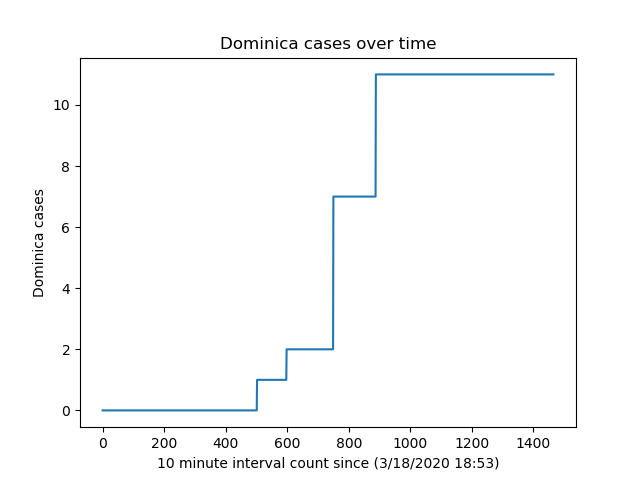 Dominica cases over time
Dominica cases
10
8
6
4
2
0
0 200 400 600 800 1000 1200 1400
10 minute interval count since (3/18/2020 18:53)